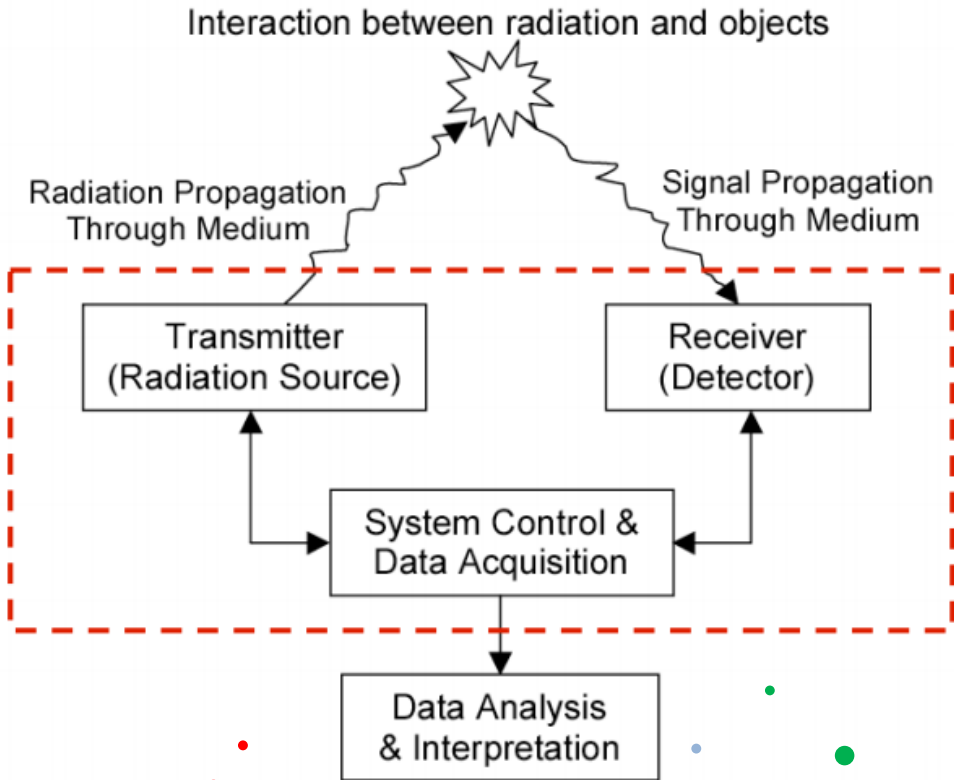 Interaction between radiation and objects
Radiation Propagation
Through Medium
Signal Propagation
Through Medium
Transmitter
(Radiation Source)
Receiver
(Detector)
System Control &
Data Acquisition
Data Analysis
& Interpretation